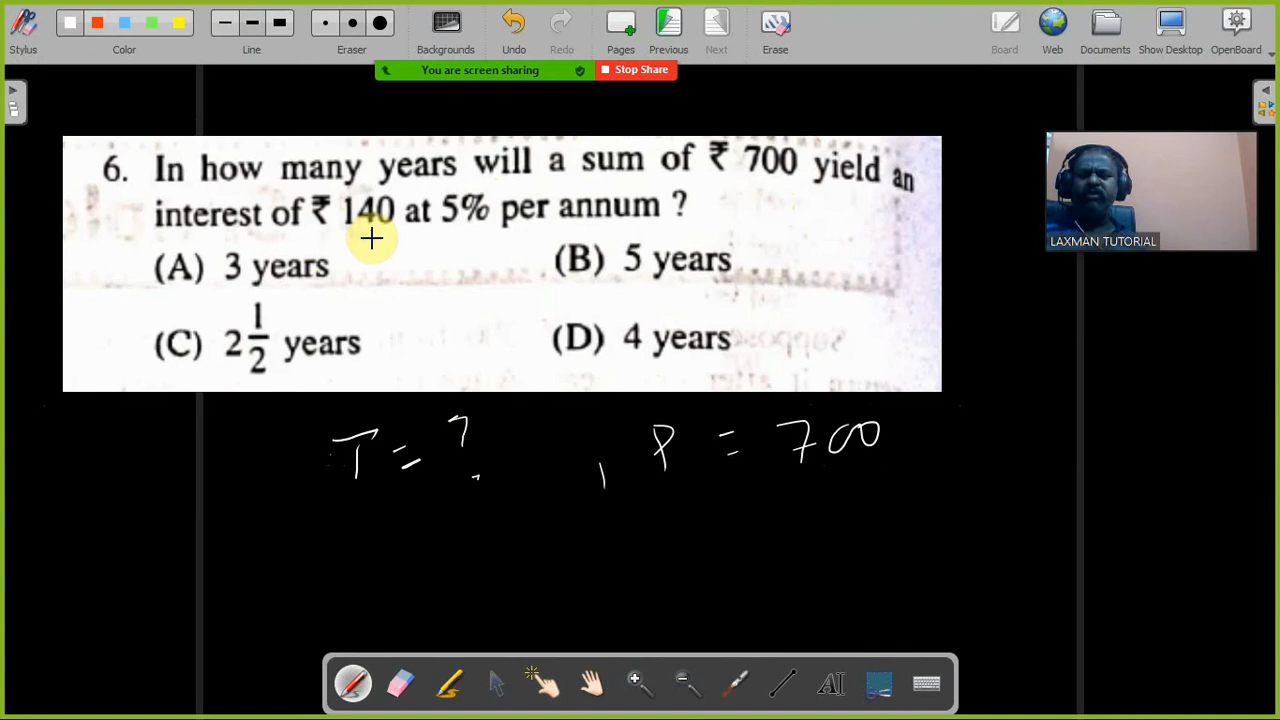 Stylus Color Line Eraser Backgrounds Undo Redo Pages Previous Next Erase Board Web Documents Show Desktop OpenBoard
You are screen sharing Stop Share
6. In how many years will a sum of ₹ 700 yield an
interest of ₹ 140 at 5% per annum ?
(A) 3 years (B) 5 years
(C) 2 1/2 years (D) 4 years
LAXMAN TUTORIAL
T = ? , P = 700